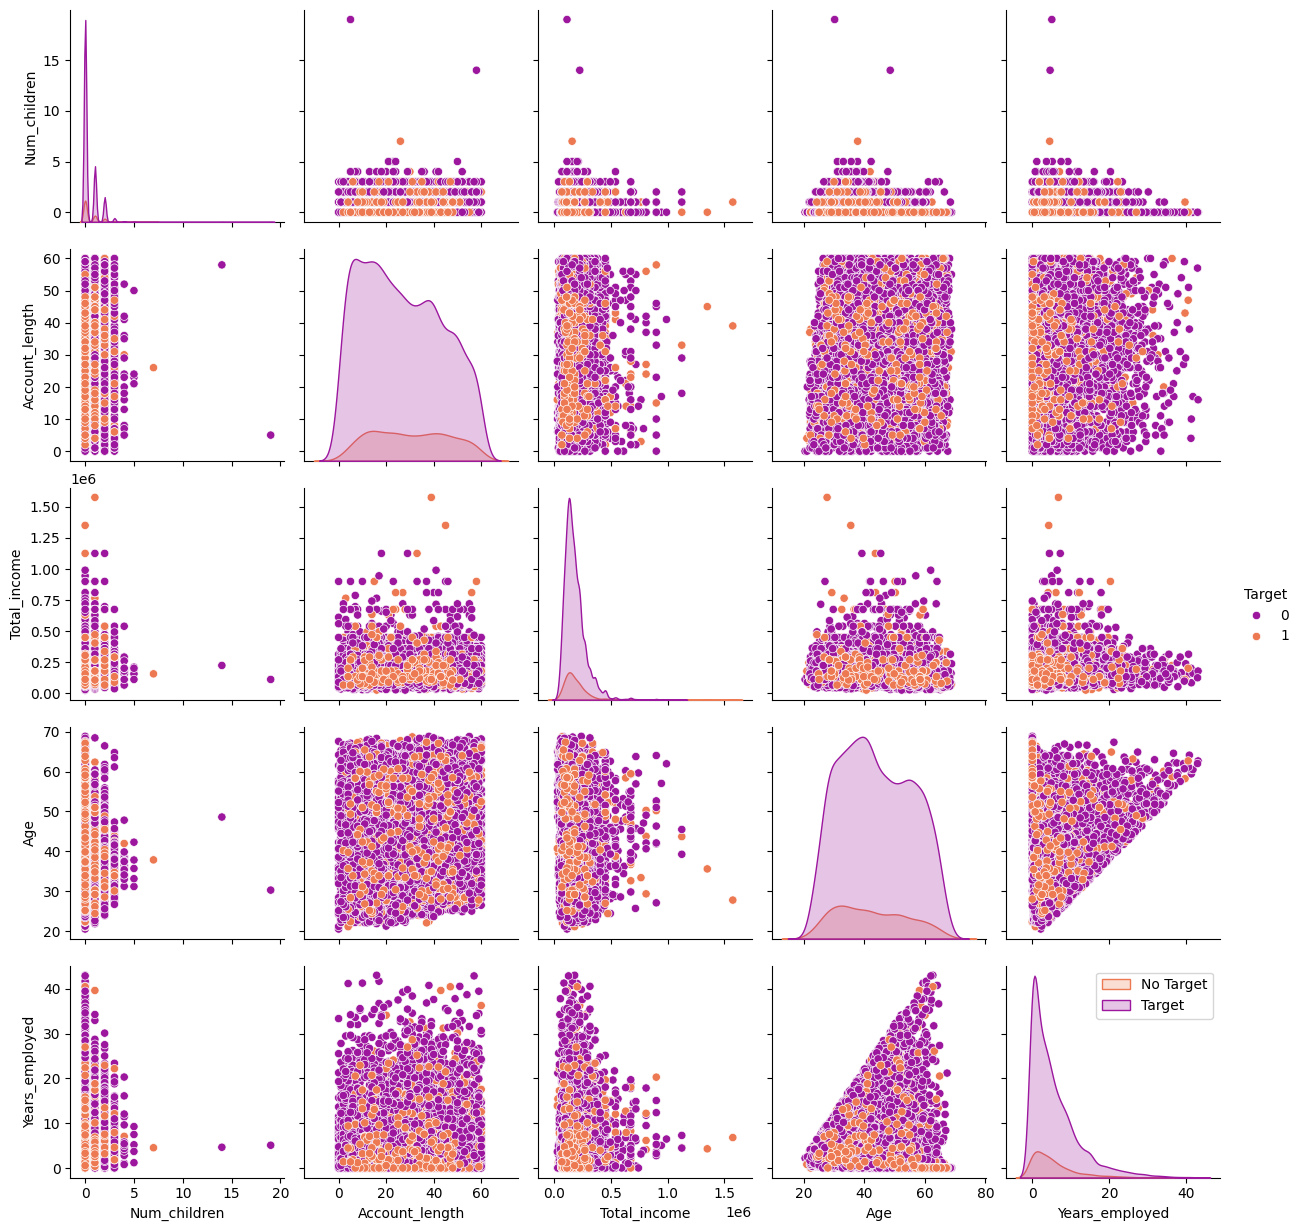 Num_children
15
10
5
0
Account_length
60
50
40
30
20
10
0
1e6
Total_income
1.50
1.25
1.00
0.75
0.50
0.25
0.00
Target
0
1
Age
70
60
50
40
30
20
Years_employed
40
30
20
10
0
No Target
Target
0 5 10 15 20
0 20 40 60
0.0 0.5 1.0 1.5
20 40 60 80
0 20 40
1e6
Num_children
Account_length
Total_income
Age
Years_employed